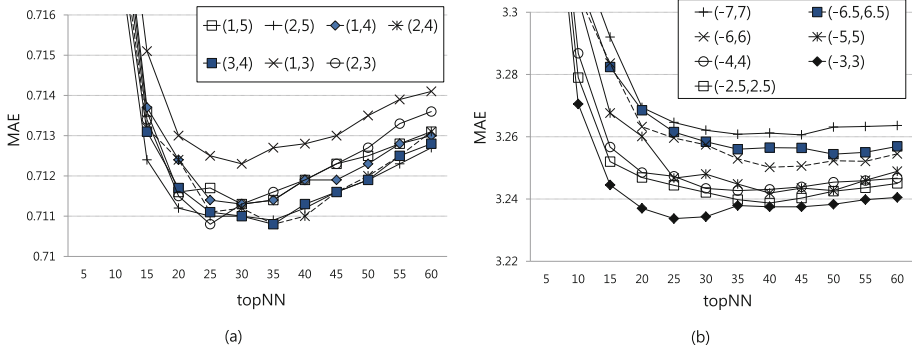 0.716
0.715
0.714
0.713
0.712
0.711
0.71
MAE
(1,5) (2,5) (1,4) (2,4)
(3,4) (1,3) (2,3)
5 10 15 20 25 30 35 40 45 50 55 60
topNN
(a)
3.3
3.28
3.26
3.24
3.22
MAE
(-7,7) (-6.5,6.5)
(-6,6) (-5,5)
(-4,4) (-3,3)
(-2.5,2.5)
5 10 15 20 25 30 35 40 45 50 55 60
topNN
(b)